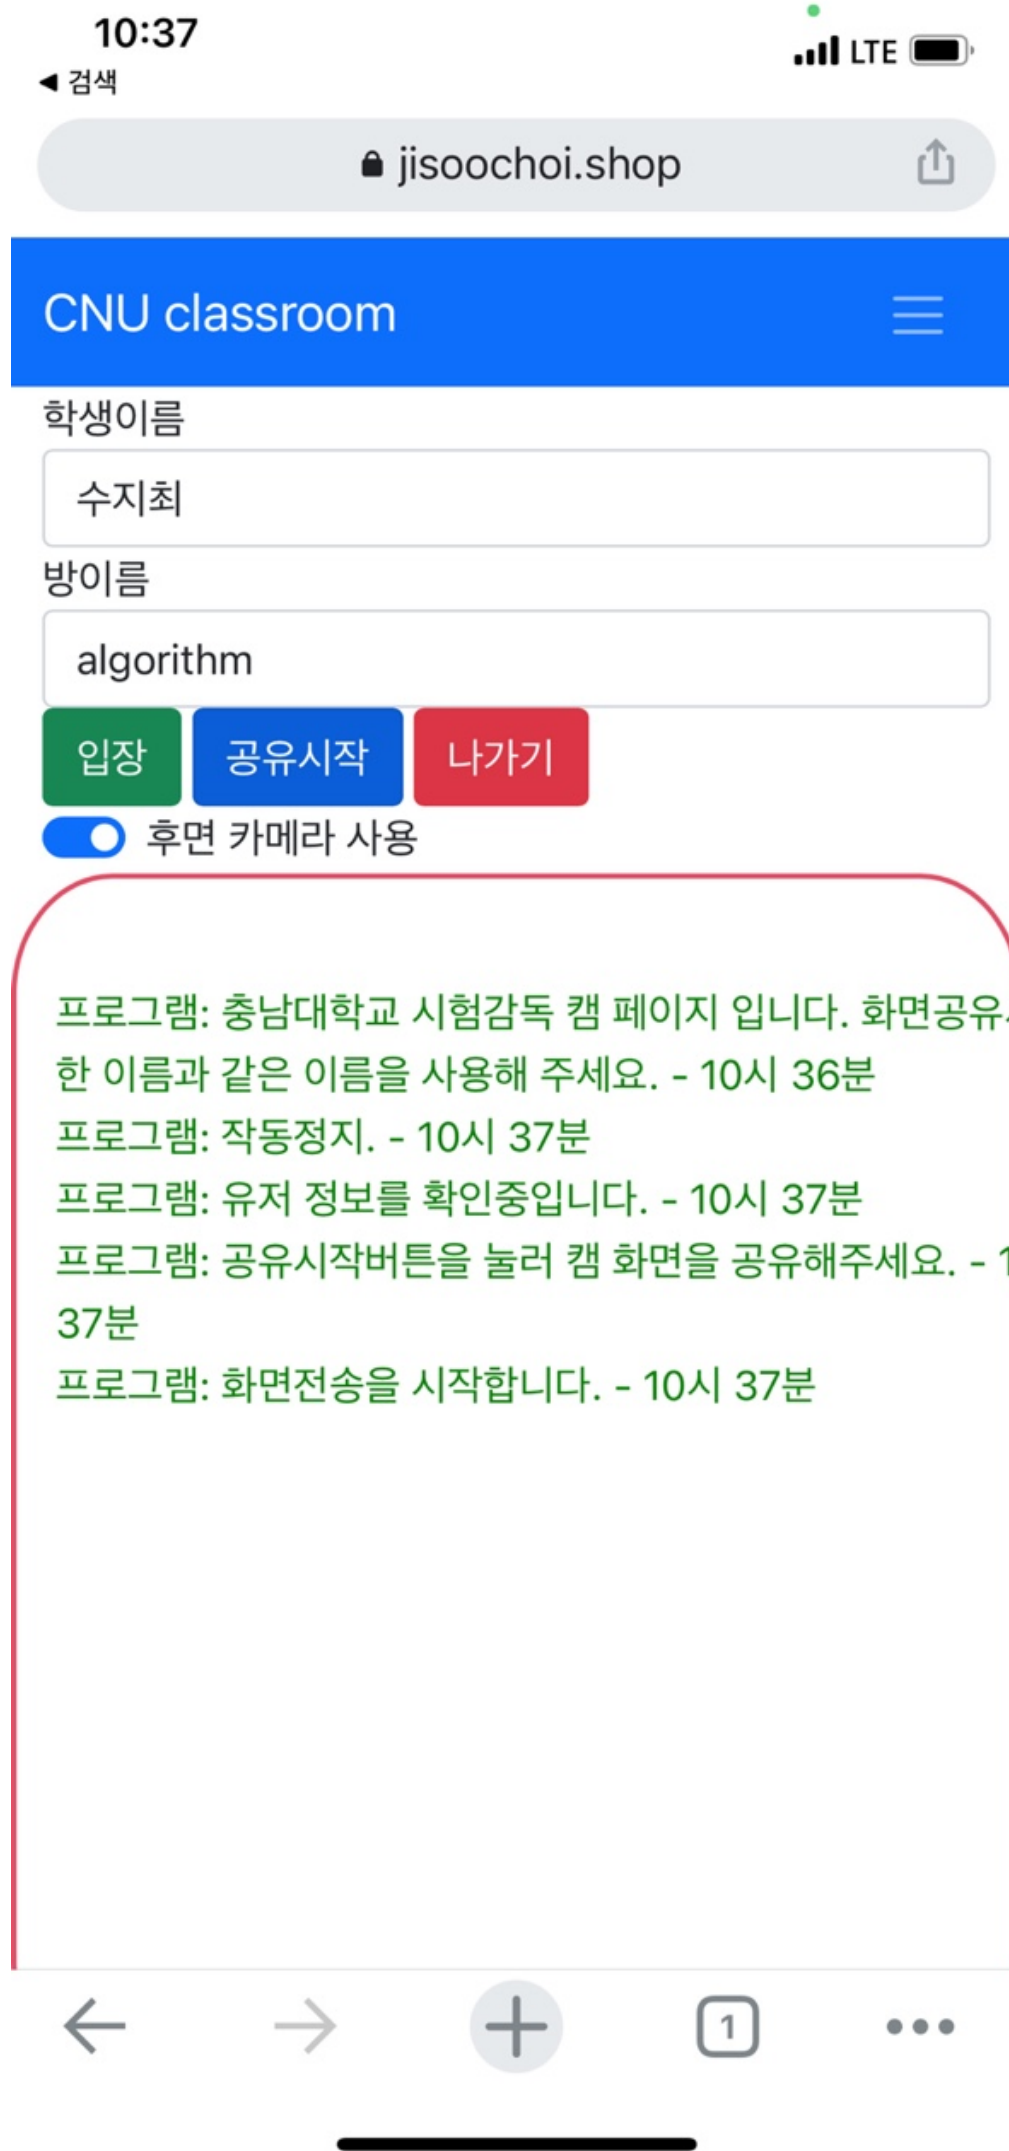 10:37
LTE
◀ 검색
jisoochoi.shop
CNU classroom
학생이름
수지최
방이름
algorithm
입장 공유시작 나가기
후면 카메라 사용
프로그램: 충남대학교 시험감독 캠 페이지 입니다. 화면공유
한 이름과 같은 이름을 사용해 주세요. - 10시 36분
프로그램: 작동정지. - 10시 37분
프로그램: 유저 정보를 확인중입니다. - 10시 37분
프로그램: 공유시작버튼을 눌러 캠 화면을 공유해주세요. - 1
37분
프로그램: 화면전송을 시작합니다. - 10시 37분
1